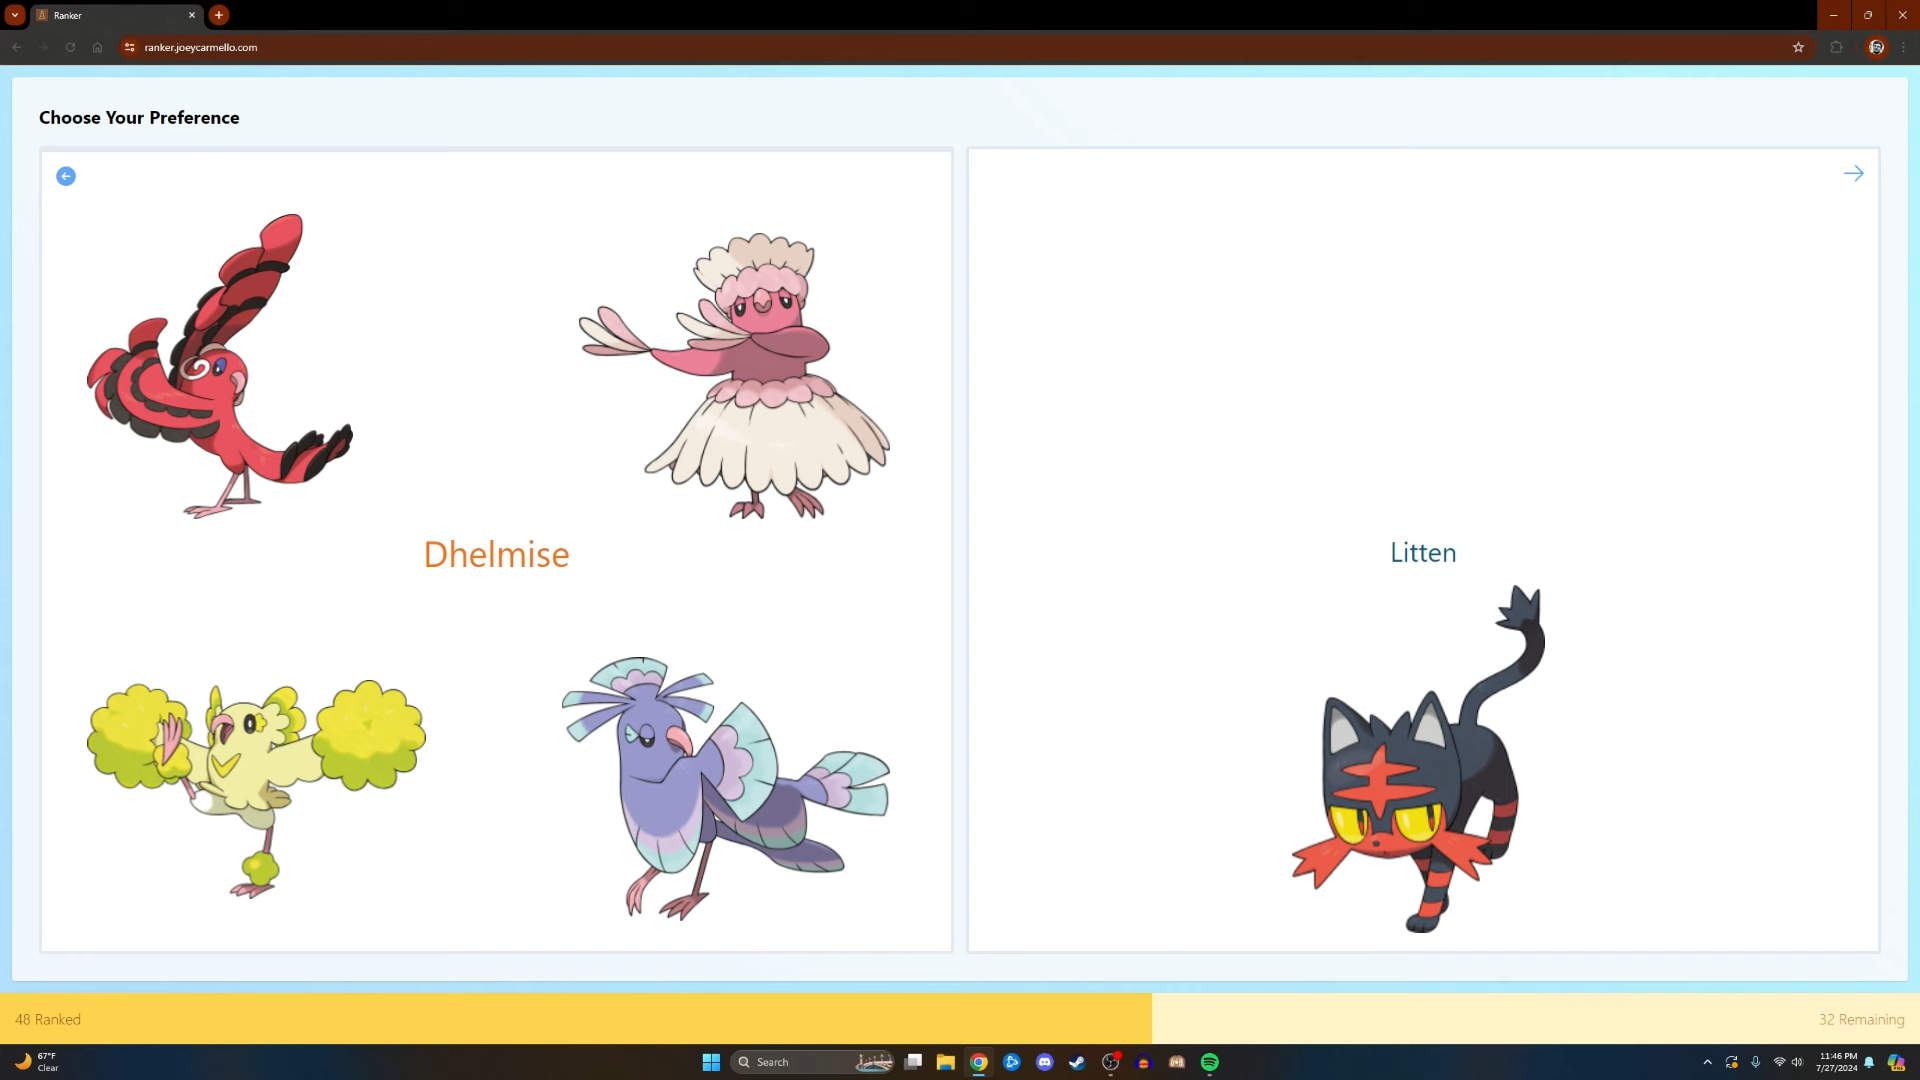 Ranker
ranker.joeycarmello.com
Choose Your Preference
Dhelmise
Litten
48 Ranked
32 Remaining
67°F
Clear
Search
11:46 PM
7/27/2024